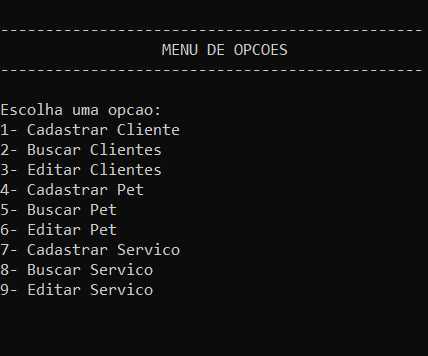 -----------------------------------------------
MENU DE OPCOES
-----------------------------------------------
Escolha uma opcao:
1- Cadastrar Cliente
2- Buscar Clientes
3- Editar Clientes
4- Cadastrar Pet
5- Buscar Pet
6- Editar Pet
7- Cadastrar Servico
8- Buscar Servico
9- Editar Servico